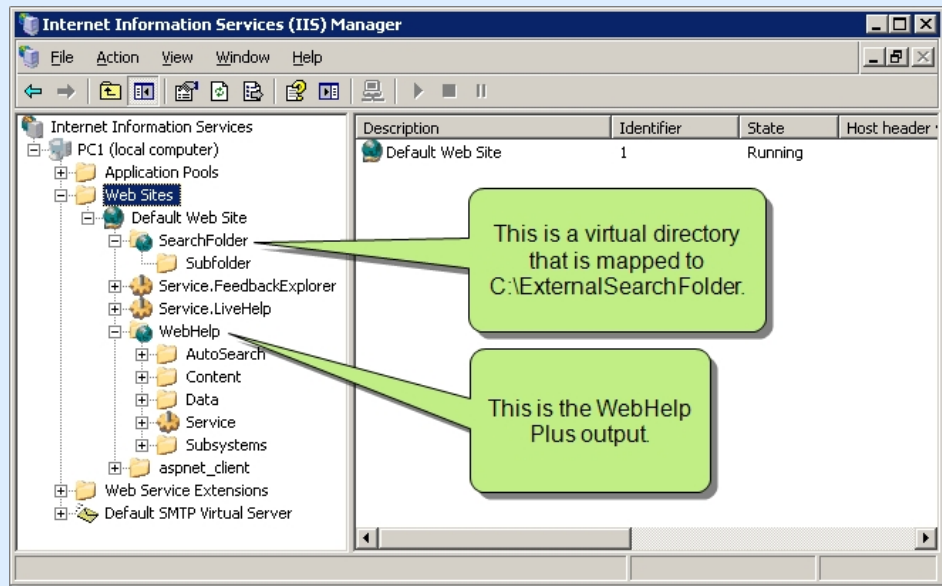 Internet Information Services (IIS) Manager
File Action View Window Help
Internet Information Services
PC1 (local computer)
Application Pools
Web Sites
Default Web Site
SearchFolder
Subfolder
Service.FeedbackExplorer
Service.LiveHelp
WebHelp
AutoSearch
Content
Data
Service
Subsystems
aspnet_client
Web Service Extensions
Default SMTP Virtual Server
Description Identifier State Host header
Default Web Site 1 Running
This is a virtual directory
that is mapped to
C:\ExternalSearchFolder.
This is the WebHelp
Plus output.